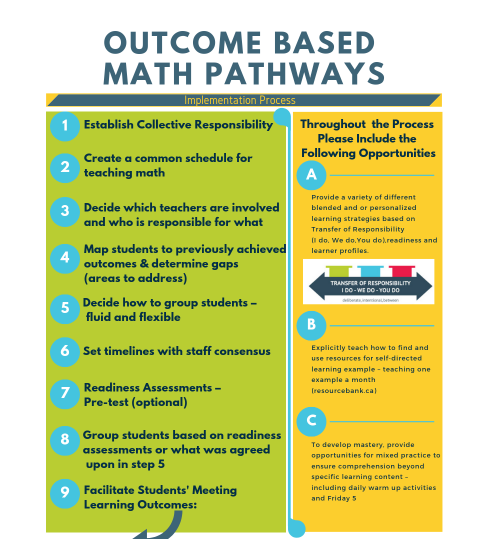 OUTCOME BASED
MATH PATHWAYS
Implementation Process
1 Establish Collective Responsibility
2 Create a common schedule for
teaching math
3 Decide which teachers are involved
and who is responsible for what
4 Map students to previously achieved
outcomes & determine gaps
(areas to address)
5 Decide how to group students –
fluid and flexible
6 Set timelines with staff consensus
7 Readiness Assessments –
Pre-test (optional)
8 Group students based on readiness
assessments or what was agreed
upon in step 5
9 Facilitate Students' Meeting
Learning Outcomes:
Throughout the Process
Please Include the
Following Opportunities
A
Provide a variety of different
blended and or personalized
learning strategies based on
Transfer of Responsibility
(I do, We do,You do),readiness and
learner profiles.
TRANSFER OF RESPONSIBILITY
I DO - WE DO - YOU DO
deliberate,intentional,between
B
Explicitly teach how to find and
use resources for self-directed
learning example – teaching one
example a month
(resourcebank.ca)
C
To develop mastery, provide
opportunities for mixed practice to
ensure comprehension beyond
specific learning content –
including daily warm up activities
and Friday 5